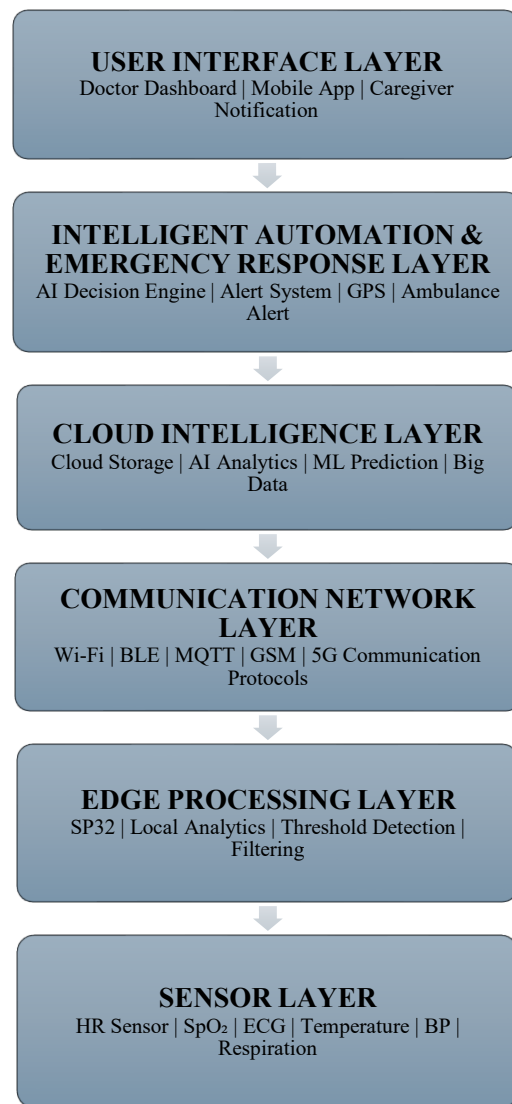 USER INTERFACE LAYER
Doctor Dashboard | Mobile App | Caregiver
Notification
INTELLIGENT AUTOMATION &
EMERGENCY RESPONSE LAYER
AI Decision Engine | Alert System | GPS | Ambulance
Alert
CLOUD INTELLIGENCE LAYER
Cloud Storage | AI Analytics | ML Prediction | Big
Data
COMMUNICATION NETWORK
LAYER
Wi-Fi | BLE | MQTT | GSM | 5G Communication
Protocols
EDGE PROCESSING LAYER
SP32 | Local Analytics | Threshold Detection |
Filtering
SENSOR LAYER
HR Sensor | SpO₂ | ECG | Temperature | BP |
Respiration